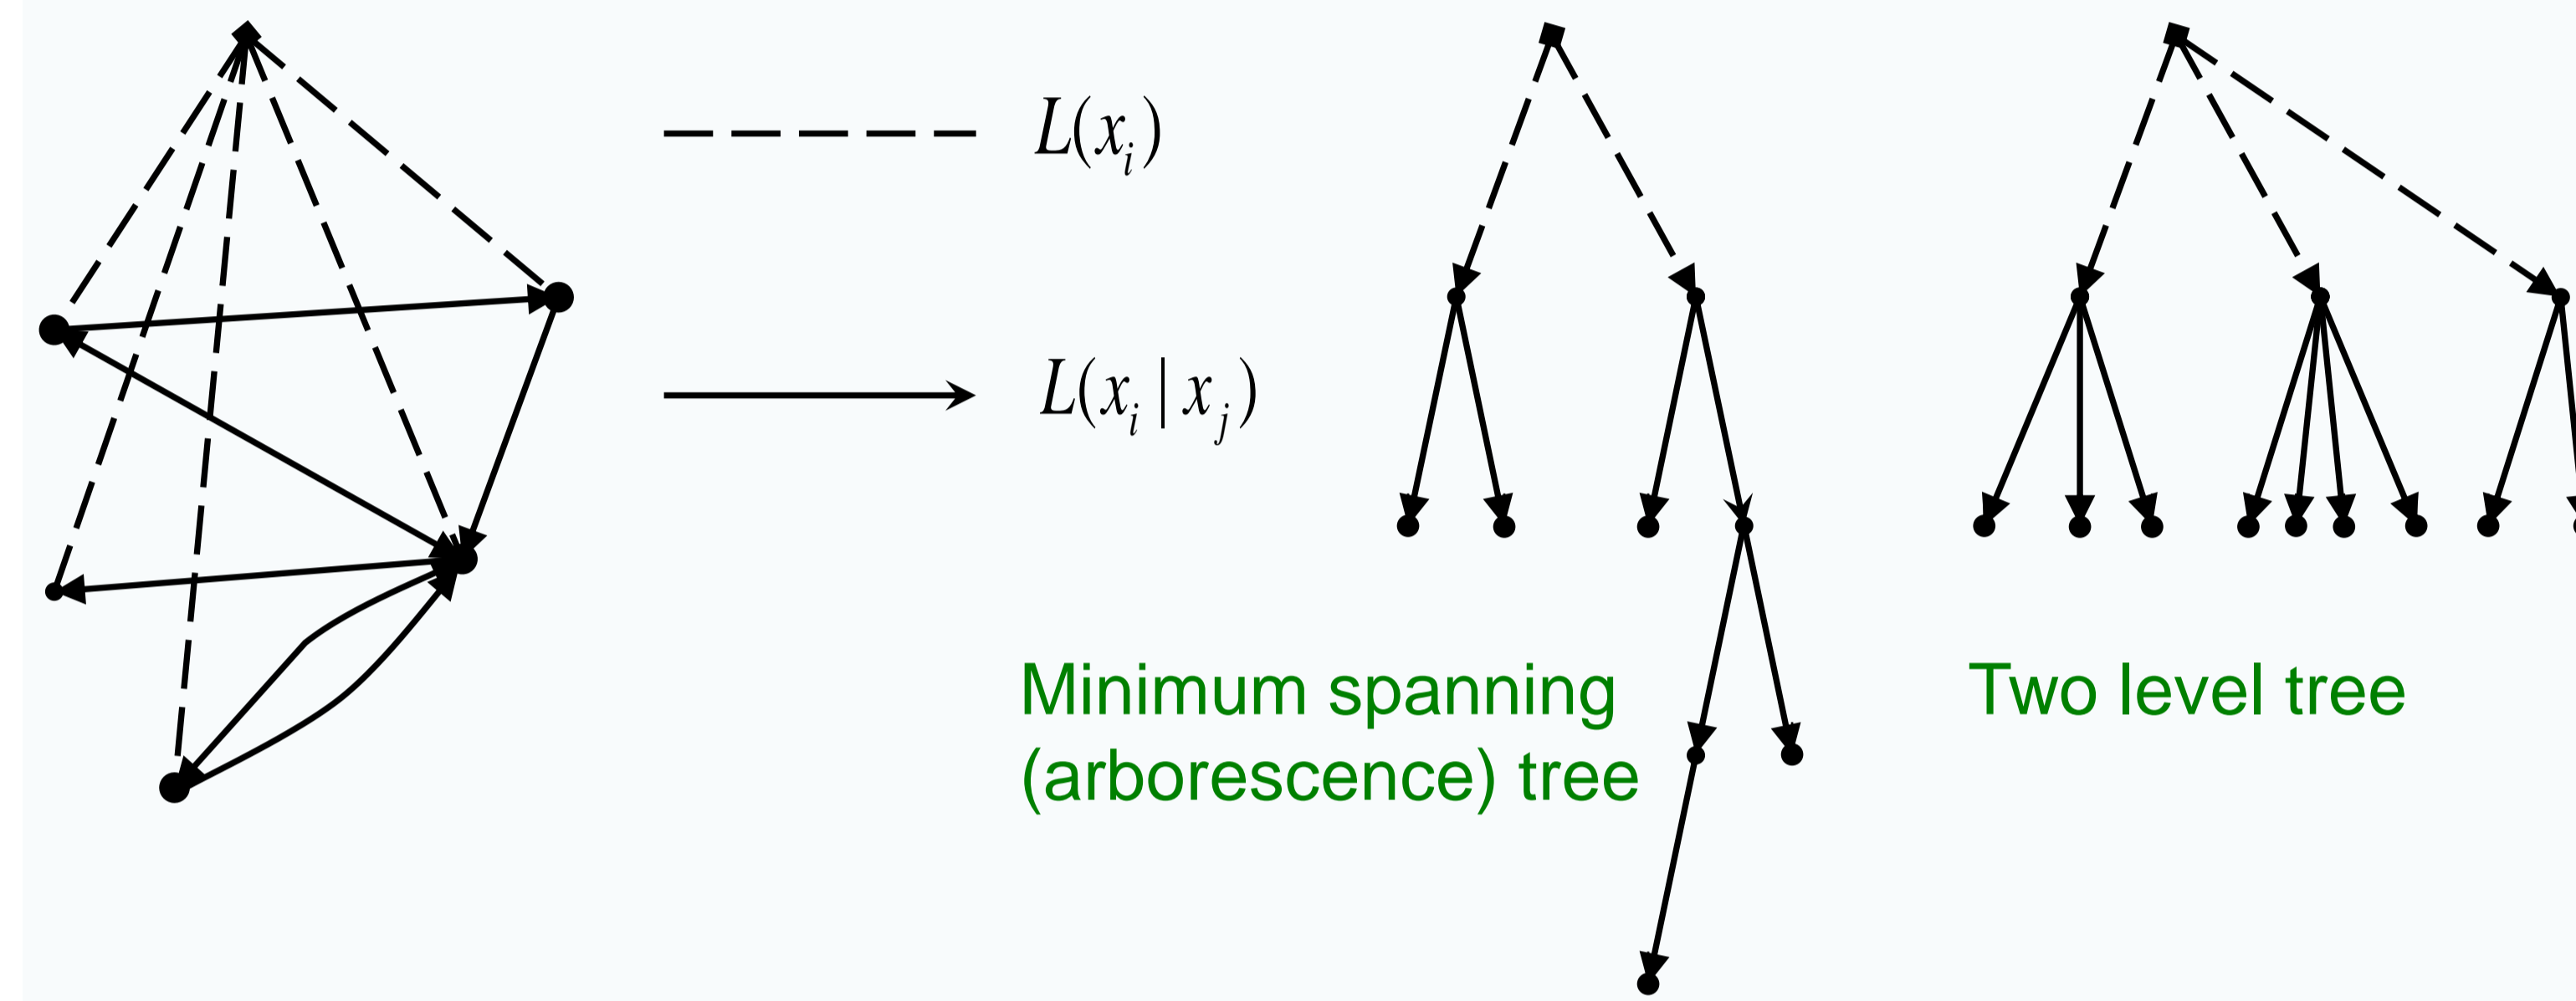 L(x_i)
L(x_i | x_j)
Minimum spanning
(arborescence) tree
Two level tree